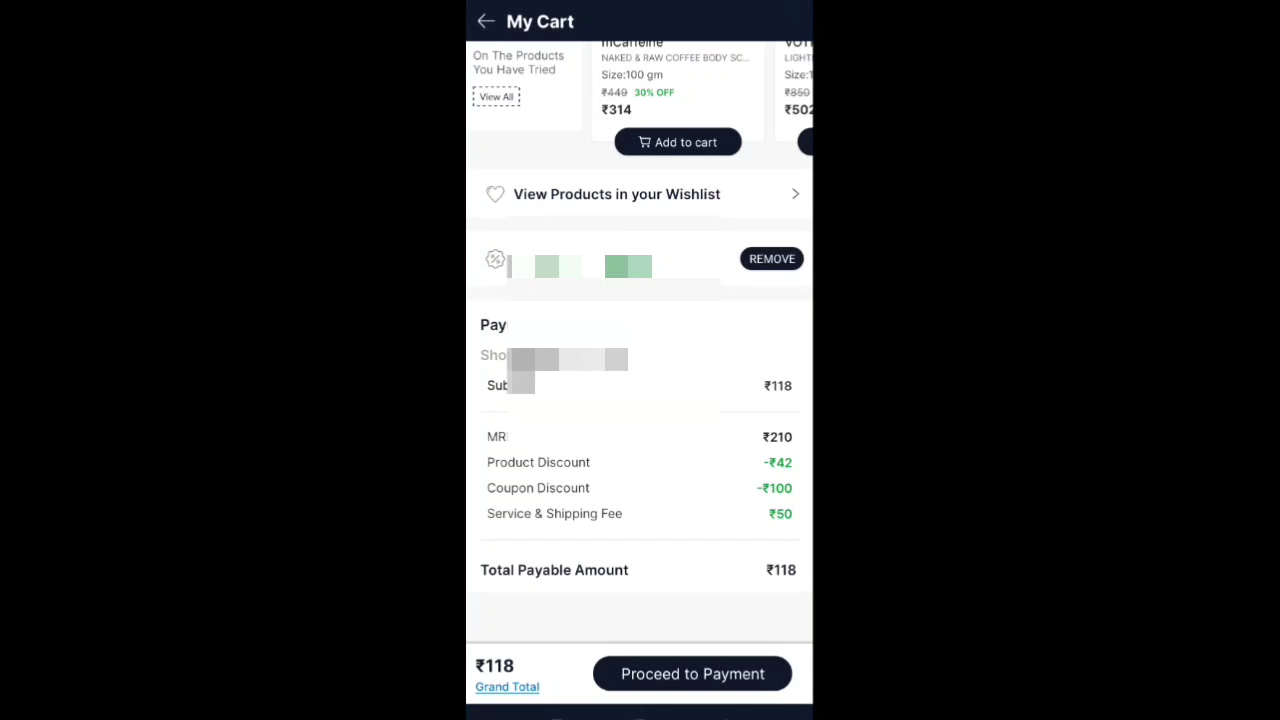 My Cart
On The Products
You Have Tried
View All
mCaffeine
NAKED & RAW COFFEE BODY SC...
Size:100 gm
₹449 30% OFF
₹314
Add to cart
LIGHT
Size:1
₹850
₹502
View Products in your Wishlist
REMOVE
Pay
Sho
Sub ₹118
MR ₹210
Product Discount -₹42
Coupon Discount -₹100
Service & Shipping Fee ₹50
Total Payable Amount ₹118
₹118
Grand Total
Proceed to Payment